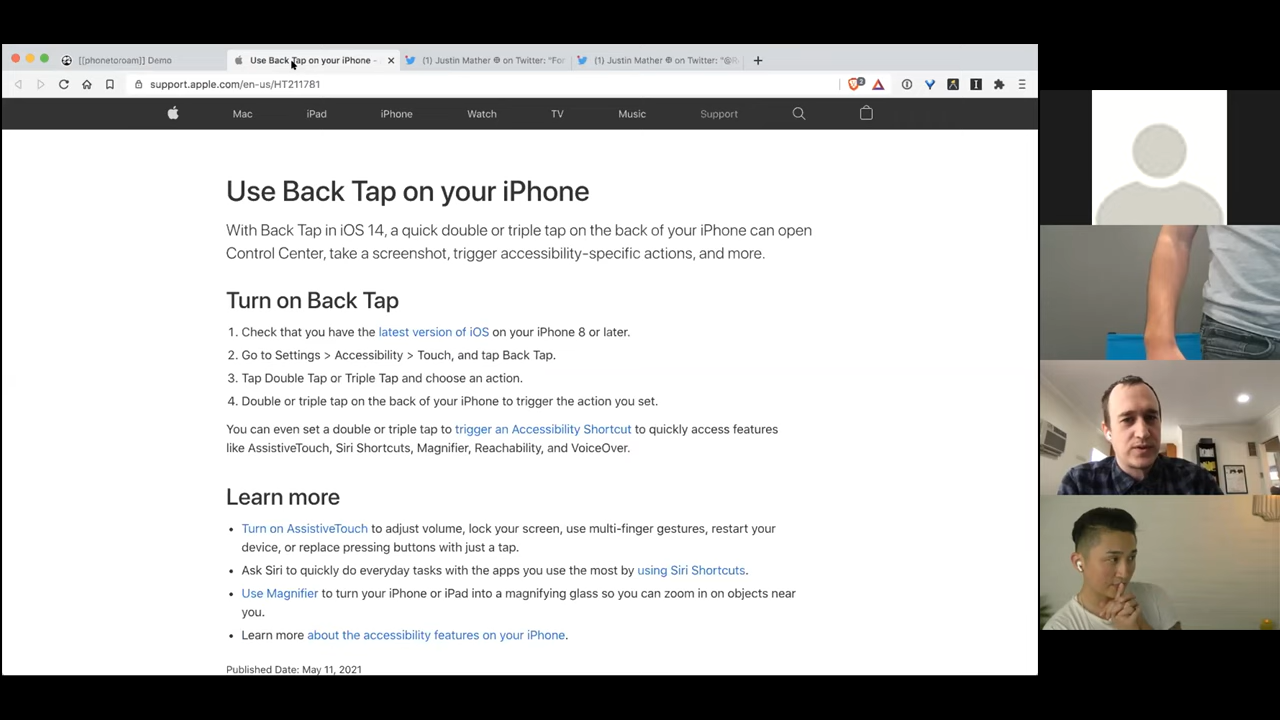 [[phonetoroam]] Demo
Use Back Tap on your iPhone -
(1) Justin Mather
on Twitter: "For
(1) Justin Mather
on Twitter: "@R
support.apple.com/en-us/HT211781
2
Mac
iPad
iPhone
Watch
TV
Music
Support
Use Back Tap on your iPhone
With Back Tap in iOS 14, a quick double or triple tap on the back of your iPhone can open
Control Center, take a screenshot, trigger accessibility-specific actions, and more.
Turn on Back Tap
1. Check that you have the latest version of iOS on your iPhone 8 or later.
2. Go to Settings > Accessibility > Touch, and tap Back Tap.
3. Tap Double Tap or Triple Tap and choose an action.
4. Double or triple tap on the back of your iPhone to trigger the action you set.
You can even set a double or triple tap to trigger an Accessibility Shortcut to quickly access features
like AssistiveTouch, Siri Shortcuts, Magnifier, Reachability, and VoiceOver.
Learn more
• Turn on AssistiveTouch to adjust volume, lock your screen, use multi-finger gestures, restart your
device, or replace pressing buttons with just a tap.
• Ask Siri to quickly do everyday tasks with the apps you use the most by using Siri Shortcuts.
• Use Magnifier to turn your iPhone or iPad into a magnifying glass so you can zoom in on objects near
you.
• Learn more about the accessibility features on your iPhone.
Published Date: May 11, 2021